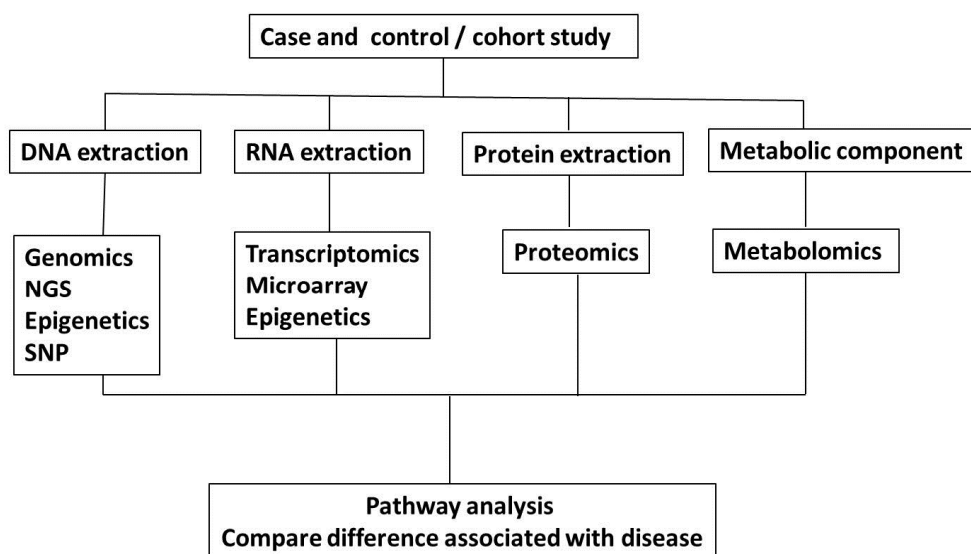 Case and control / cohort study
DNA extraction
RNA extraction
Protein extraction
Metabolic component
Genomics
NGS
Epigenetics
SNP
Transcriptomics
Microarray
Epigenetics
Proteomics
Metabolomics
Pathway analysis
Compare difference associated with disease